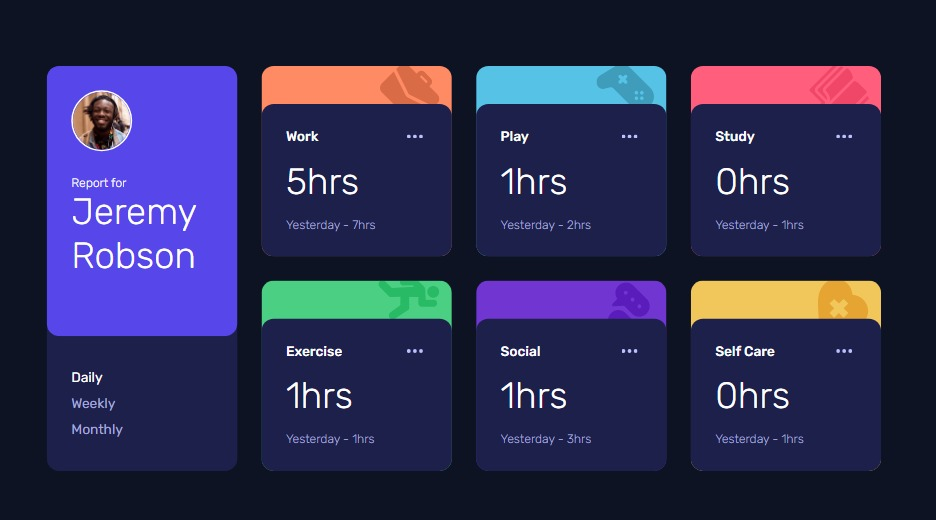 Report for
Jeremy
Robson
Daily
Weekly
Monthly
Work
5hrs
Yesterday - 7hrs
Play
1hrs
Yesterday - 2hrs
Study
0hrs
Yesterday - 1hrs
Exercise
1hrs
Yesterday - 1hrs
Social
1hrs
Yesterday - 3hrs
Self Care
0hrs
Yesterday - 1hrs